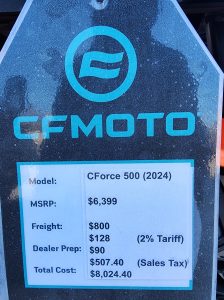 CFMOTO
Model: CForce 500 (2024)
MSRP: $6,399
Freight: $800
$128 (2% Tariff)
Dealer Prep: $90
$507.40 (Sales Tax)
Total Cost: $8,024.40